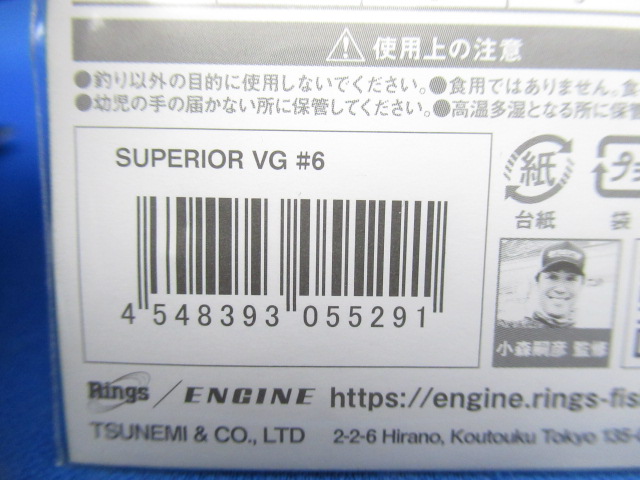 使用上の注意
●釣り以外の目的に使用しないでください。●食用ではありません。食
●幼児の手の届かない所に保管してください。●高温多湿となる所に保管
SUPERIOR VG #6
4 548393 055291
紙
台紙
プラ
袋
小森嗣彦 監修
Rings / ENGINE https://engine.rings-fis
TSUNEMI & CO., LTD 2-2-6 Hirano, Koutouku Tokyo 135-